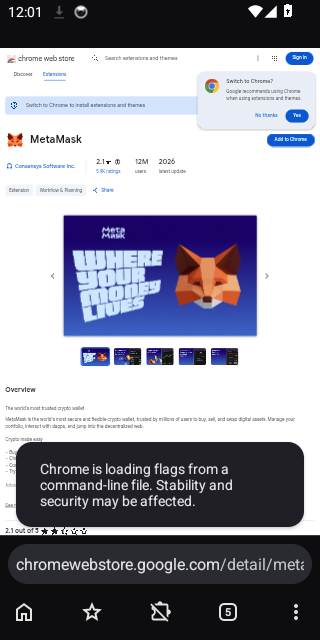 12:01
chrome web store
Search extensions and themes
Sign in
Discover
Extensions
Switch to Chrome?
Google recommends using Chrome when using extensions and themes
No thanks
Yes
Switch to Chrome to install extensions and themes
MetaMask
Add to Chrome
Consensys Software Inc.
2.1
12M
2026
5.9K ratings
users
latest update
Extension
Workflow & Planning
Share
Meta
Mask
WHERE
YOUR
MONEY
LIVES
Overview
The world's most trusted crypto wallet
MetaMask is the world's most secure and flexible crypto wallet, trusted by millions of users to buy, sell, and swap digital assets. Manage your
portfolio, interact with dapps, and jump into the decentralized web.
Crypto made easy
Chrome is loading flags from a
command-line file. Stability and
security may be affected.
2.1 out of 5
chromewebstore.google.com/detail/meta
5